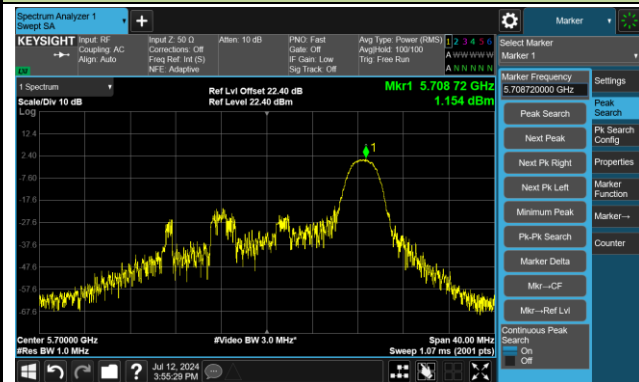 Spectrum Analyzer 1
Swept SA
Marker
KEYSIGHT
Input: RF
Coupling: AC
Align: Auto
Input Z: 50 Ω
Corrections: Off
Freq Ref: Int (S)
NFE: Adaptive
Atten: 10 dB
PNO: Fast
Gate: Off
IF Gain: Low
Sig Track: Off
Avg Type: Power (RMS)
Avg|Hold: 100/100
Trig: Free Run
1 2 3 4 5 6
A W W W W W
A N N N N N
LXI
1 Spectrum
Scale/Div 10 dB
Log
Ref Lvl Offset 22.40 dB
Ref Level 22.40 dBm
Mkr1 5.708 72 GHz
1.154 dBm
1
12.4
2.40
-7.60
-17.6
-27.6
-37.6
-47.6
-57.6
-67.6
Center 5.70000 GHz
#Res BW 1.0 MHz
#Video BW 3.0 MHz*
Span 40.00 MHz
Sweep 1.07 ms (2001 pts)
Select Marker
Marker 1
Marker Frequency
5.708720000 GHz
Peak Search
Next Peak
Next Pk Right
Next Pk Left
Minimum Peak
Pk-Pk Search
Marker Delta
Mkr→CF
Mkr→Ref Lvl
Continuous Peak
Search
On
Off
Settings
Peak
Search
Pk Search
Config
Properties
Marker
Function
Marker→
Counter
Jul 12, 2024
3:55:29 PM